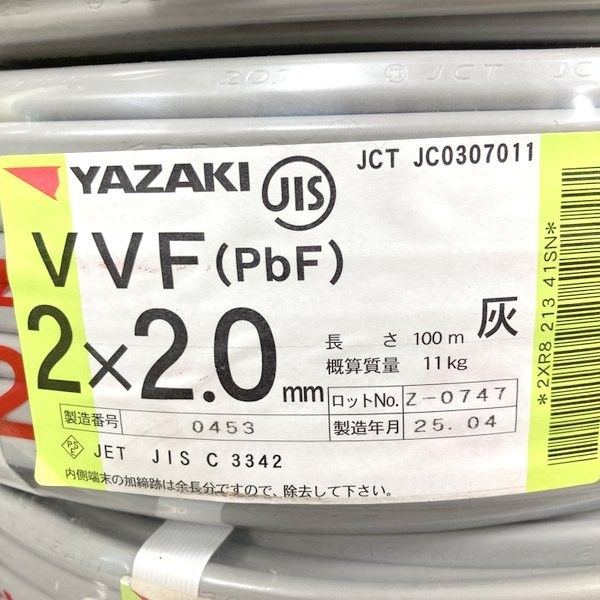 JCT JC
YAZAKI JIS JCT JC0307011
VVF(PbF)
2×2.0mm
長さ 100m 灰
概算質量 11kg
ロットNo. Z-0747
製造番号 0453 製造年月 25.04
PSE JET JIS C 3342
内側端末の加締跡は余長分ですので、除去して下さい。
*2XR8 213 41SN*
YAZAKI